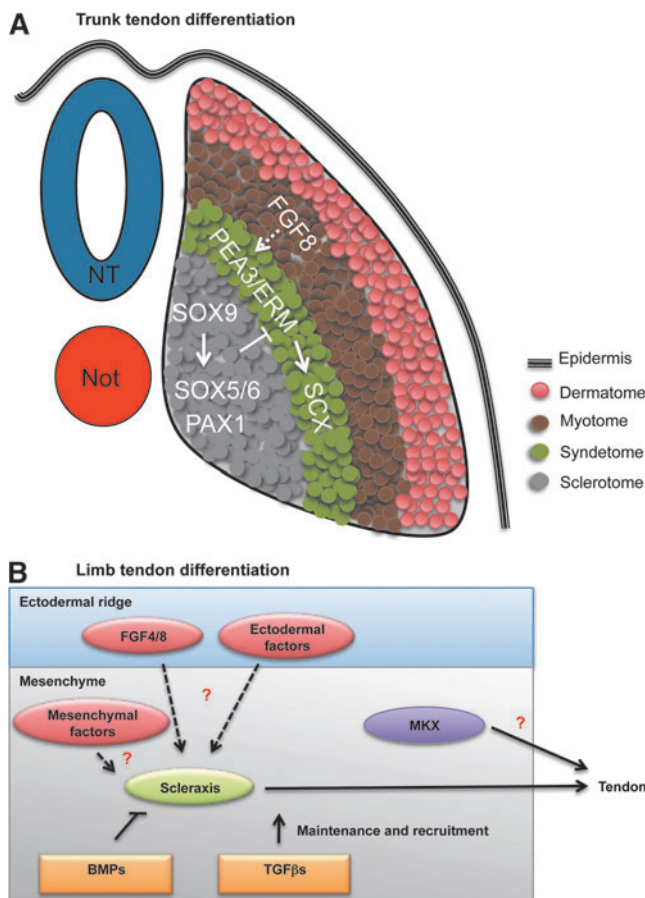 A
Trunk tendon differentiation
NT
Not
FGF8
PEA3/ERM
SCX
SOX9
SOX5/6
PAX1
Epidermis
Dermatome
Myotome
Syndetome
Sclerotome
B
Limb tendon differentiation
Ectodermal ridge
FGF4/8
Ectodermal
factors
Mesenchyme
?
Mesenchymal
factors
?
MKX
?
Scleraxis
Tendon
Maintenance and recruitment
BMPs
TGFβs